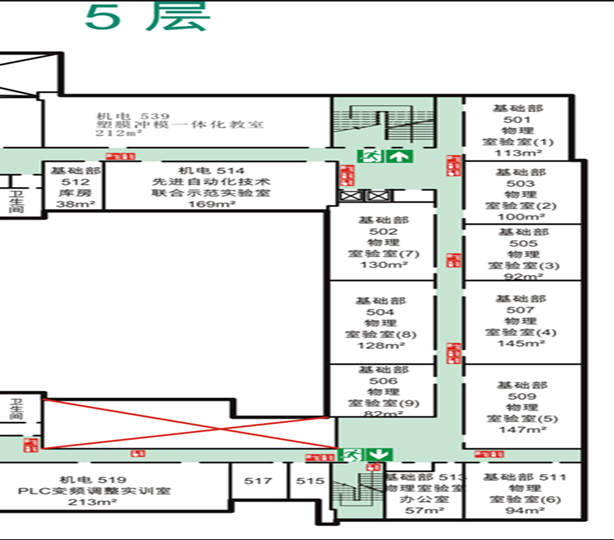 5层
机电 539
塑膜冲模一体化教室
212m²
基础部
501
物理
室验室(1)
113m²
基础部
512
库房
38m²
机电 514
先进自动化技术
联合示范实验室
169m²
卫生间
基础部
503
物理
室验室(2)
100m²
基础部
502
物理
室验室(7)
130m²
基础部
505
物理
室验室(3)
92m²
基础部
504
物理
室验室(8)
128m²
基础部
507
物理
室验室(4)
145m²
基础部
506
物理
室验室(9)
82m²
基础部
509
物理
室验室(5)
147m²
卫生间
机电 519
PLC变频调整实训室
213m²
517
515
基础部 513
物理室验室
办公室
57m²
基础部 511
物理
室验室(6)
94m²